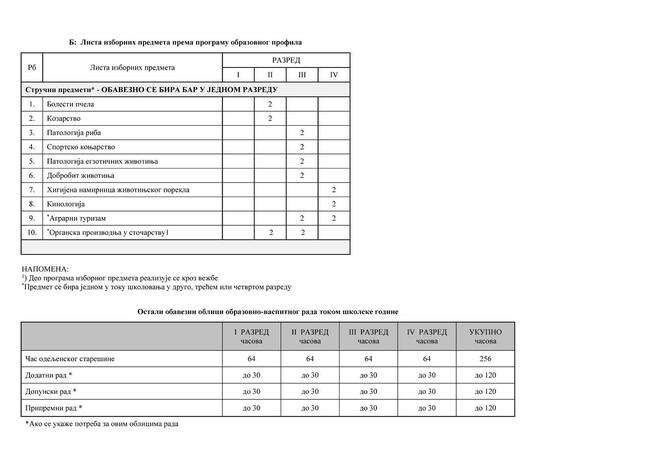 Б: Листа изборних предмета према програму образовног профила
Рб Листа изборних предмета РАЗРЕД
I II III IV
Стручни предмети* - ОБАВЕЗНО СЕ БИРА БАР У ЈЕДНОМ РАЗРЕДУ
1. Болести пчела 2
2. Козарство 2
3. Патологија риба 2
4. Спортско коњарство 2
5. Патологија егзотичних животиња 2
6. Добробит животиња 2
7. Хигијена намирница животињског порекла 2
8. Кинологија 2
9. *Аграрни туризам 2 2
10. *Органска производња у сточарству1 2 2
НАПОМЕНА:
¹) Део програма изборног предмета реализује се кроз вежбе
*Предмет се бира једном у току школовања у друго, трећем или четвртом разреду
Остали обавезни облици образовно-васпитног рада током школске године
I РАЗРЕД II РАЗРЕД III РАЗРЕД IV РАЗРЕД УКУПНО
часова часова часова часова часова
Час одељенског старешине 64 64 64 64 256
Додатни рад * до 30 до 30 до 30 до 30 до 120
Допунски рад * до 30 до 30 до 30 до 30 до 120
Припремни рад * до 30 до 30 до 30 до 30 до 120
*Ако се укаже потреба за овим облицима рада